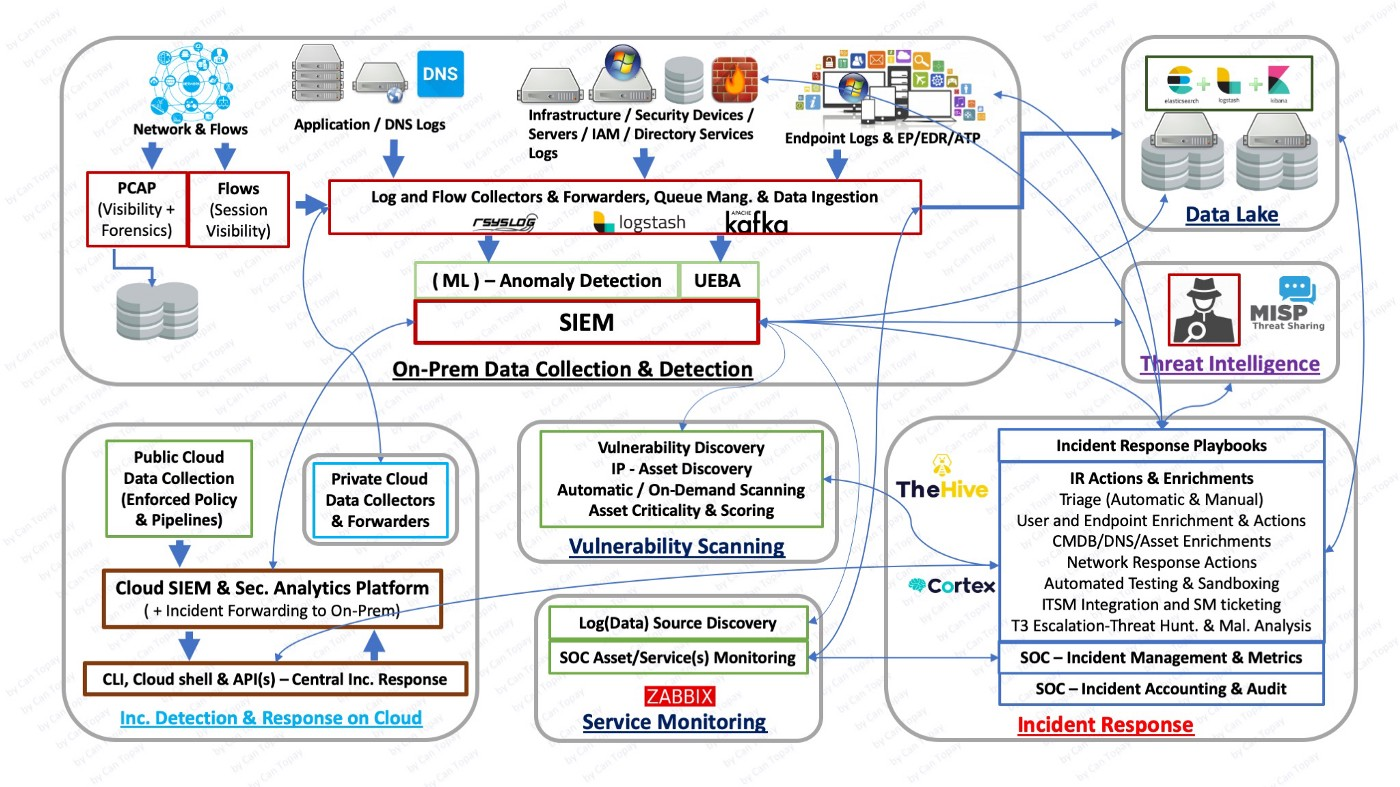 Network & Flows
Application / DNS Logs
DNS
Infrastructure / Security Devices /
Servers / IAM / Directory Services
Logs
Endpoint Logs & EP/EDR/ATP
elasticsearch
+
logstash
+
kibana
Data Lake
PCAP
(Visibility +
Forensics)
Flows
(Session
Visibility)
Log and Flow Collectors & Forwarders, Queue Mang. & Data Ingestion
RSYSLOG
logstash
APACHE
kafka
( ML ) – Anomaly Detection
UEBA
SIEM
On-Prem Data Collection & Detection
MISP
Threat Sharing
Threat Intelligence
Public Cloud
Data Collection
(Enforced Policy
& Pipelines)
Private Cloud
Data Collectors
& Forwarders
Cloud SIEM & Sec. Analytics Platform
( + Incident Forwarding to On-Prem)
CLI, Cloud shell & API(s) – Central Inc. Response
Inc. Detection & Response on Cloud
Vulnerability Discovery
IP - Asset Discovery
Automatic / On-Demand Scanning
Asset Criticality & Scoring
Vulnerability Scanning
Log(Data) Source Discovery
SOC Asset/Service(s) Monitoring
ZABBIX
Service Monitoring
TheHive
Cortex
Incident Response Playbooks
IR Actions & Enrichments
Triage (Automatic & Manual)
User and Endpoint Enrichment & Actions
CMDB/DNS/Asset Enrichments
Network Response Actions
Automated Testing & Sandboxing
ITSM Integration and SM ticketing
T3 Escalation-Threat Hunt. & Mal. Analysis
SOC – Incident Management & Metrics
SOC – Incident Accounting & Audit
Incident Response
by Can Topay